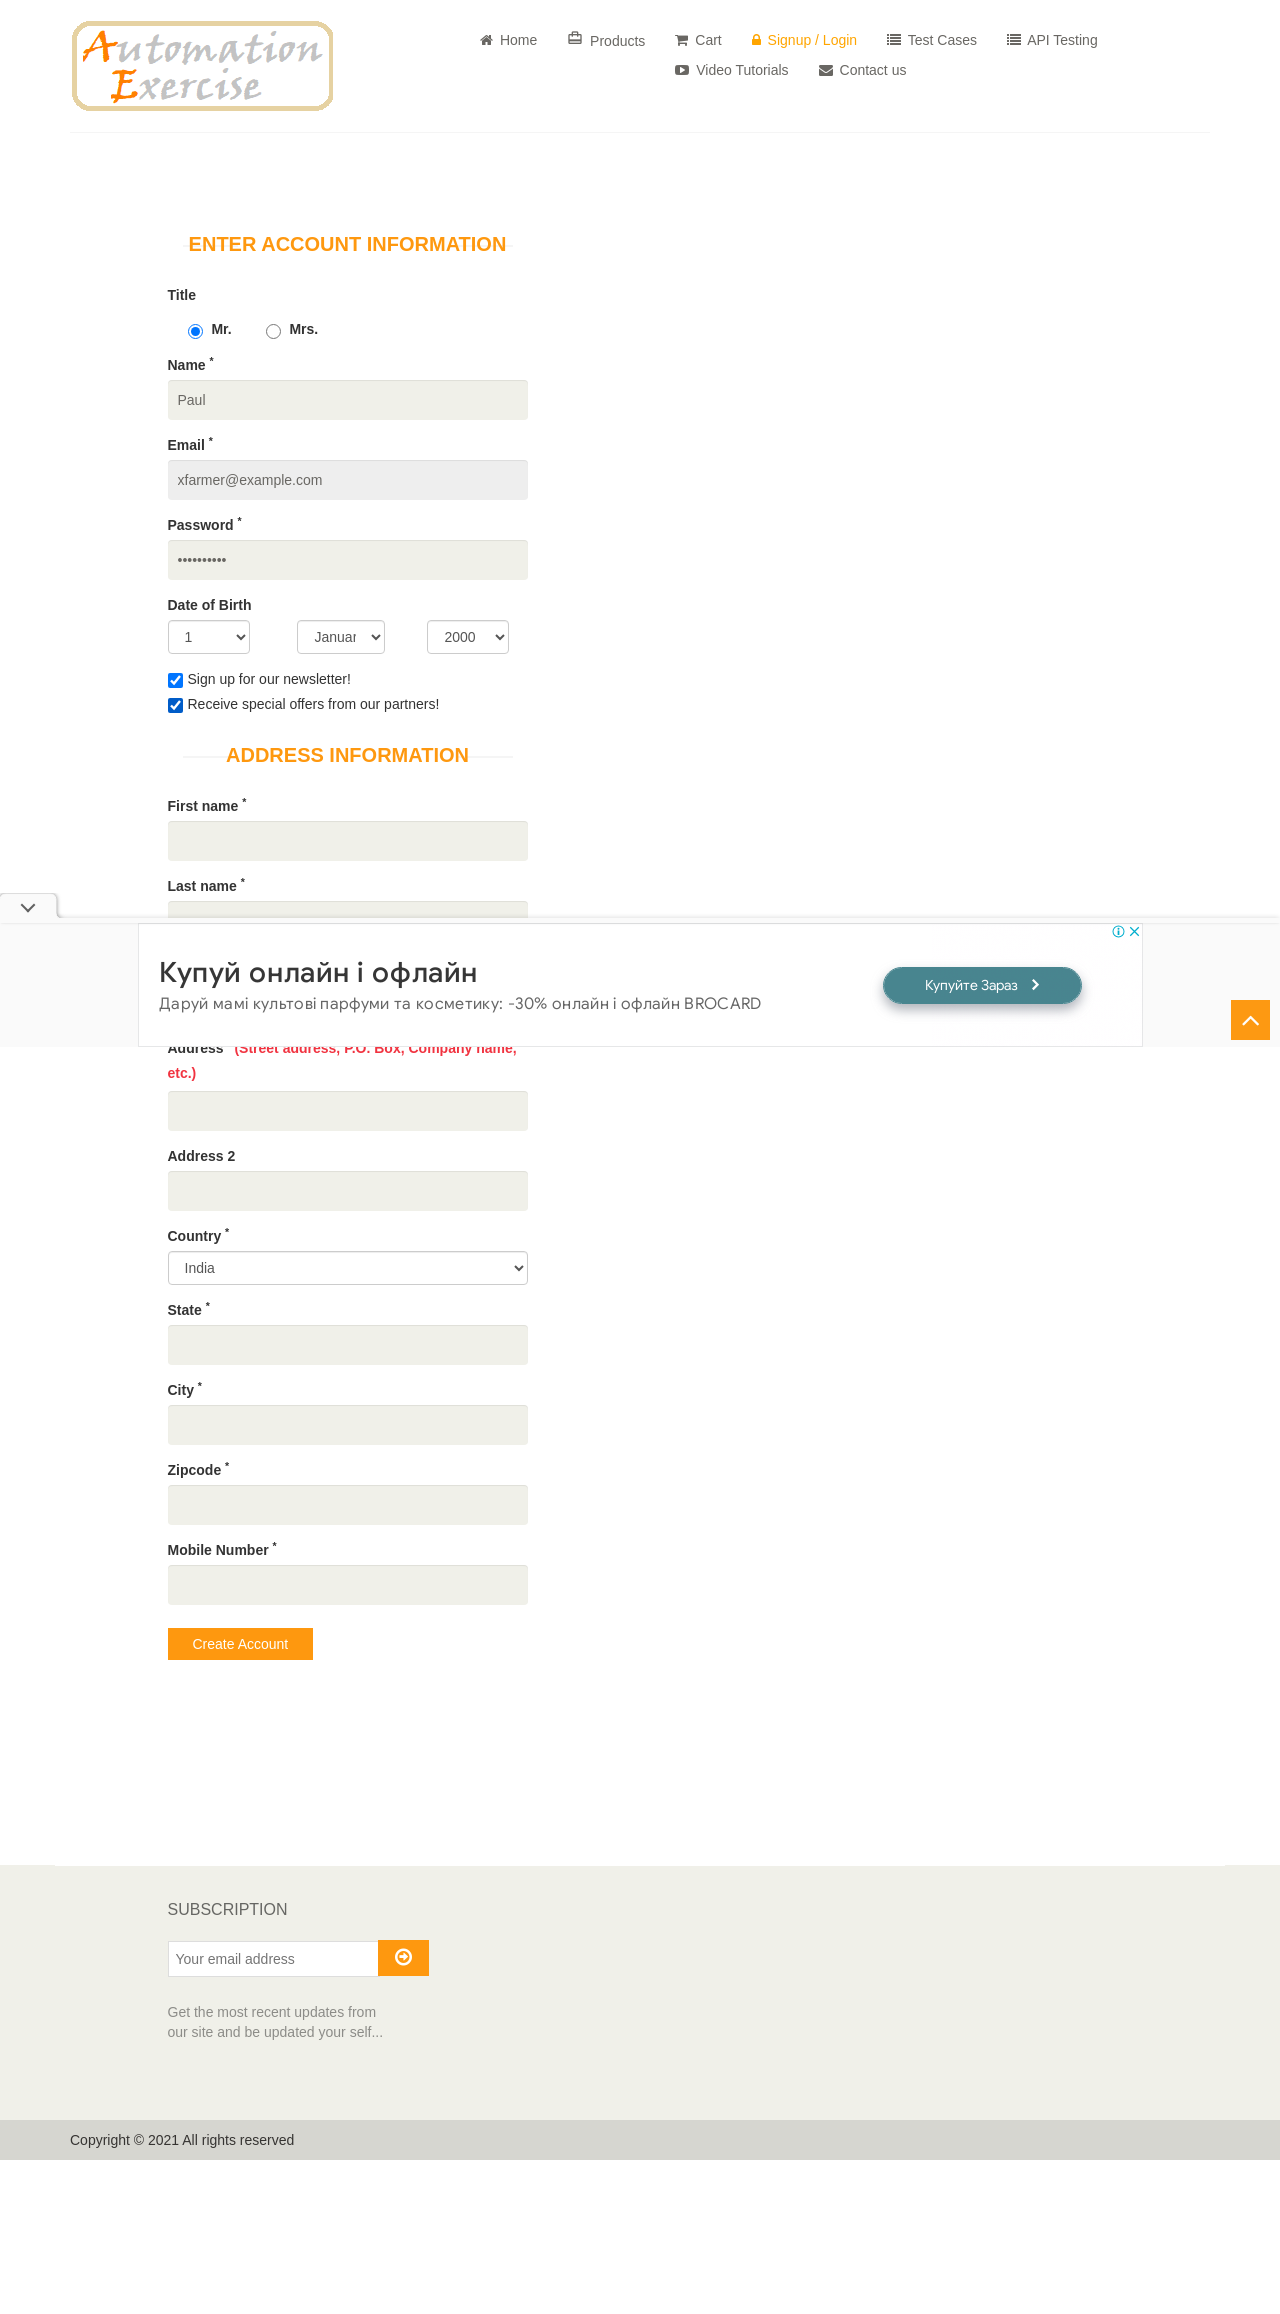 Automation
Exercise
Home
Products
Cart
Signup / Login
Test Cases
API Testing
Video Tutorials
Contact us
ENTER ACCOUNT INFORMATION
Title
Mr.
Mrs.
Name *
Paul
Email *
xfarmer@example.com
Password *
••••••••••
Date of Birth
1
Januar
2000
Sign up for our newsletter!
Receive special offers from our partners!
ADDRESS INFORMATION
First name *
Last name *
Купуй онлайн і офлайн
Даруй мамі культові парфуми та косметику: -30% онлайн і офлайн BROCARD
Купуйте Зараз
Address (Street address, P.O. Box, Company name,
etc.)
Address 2
Country *
India
State *
City *
Zipcode *
Mobile Number *
Create Account
SUBSCRIPTION
Your email address
Get the most recent updates from
our site and be updated your self...
Copyright © 2021 All rights reserved